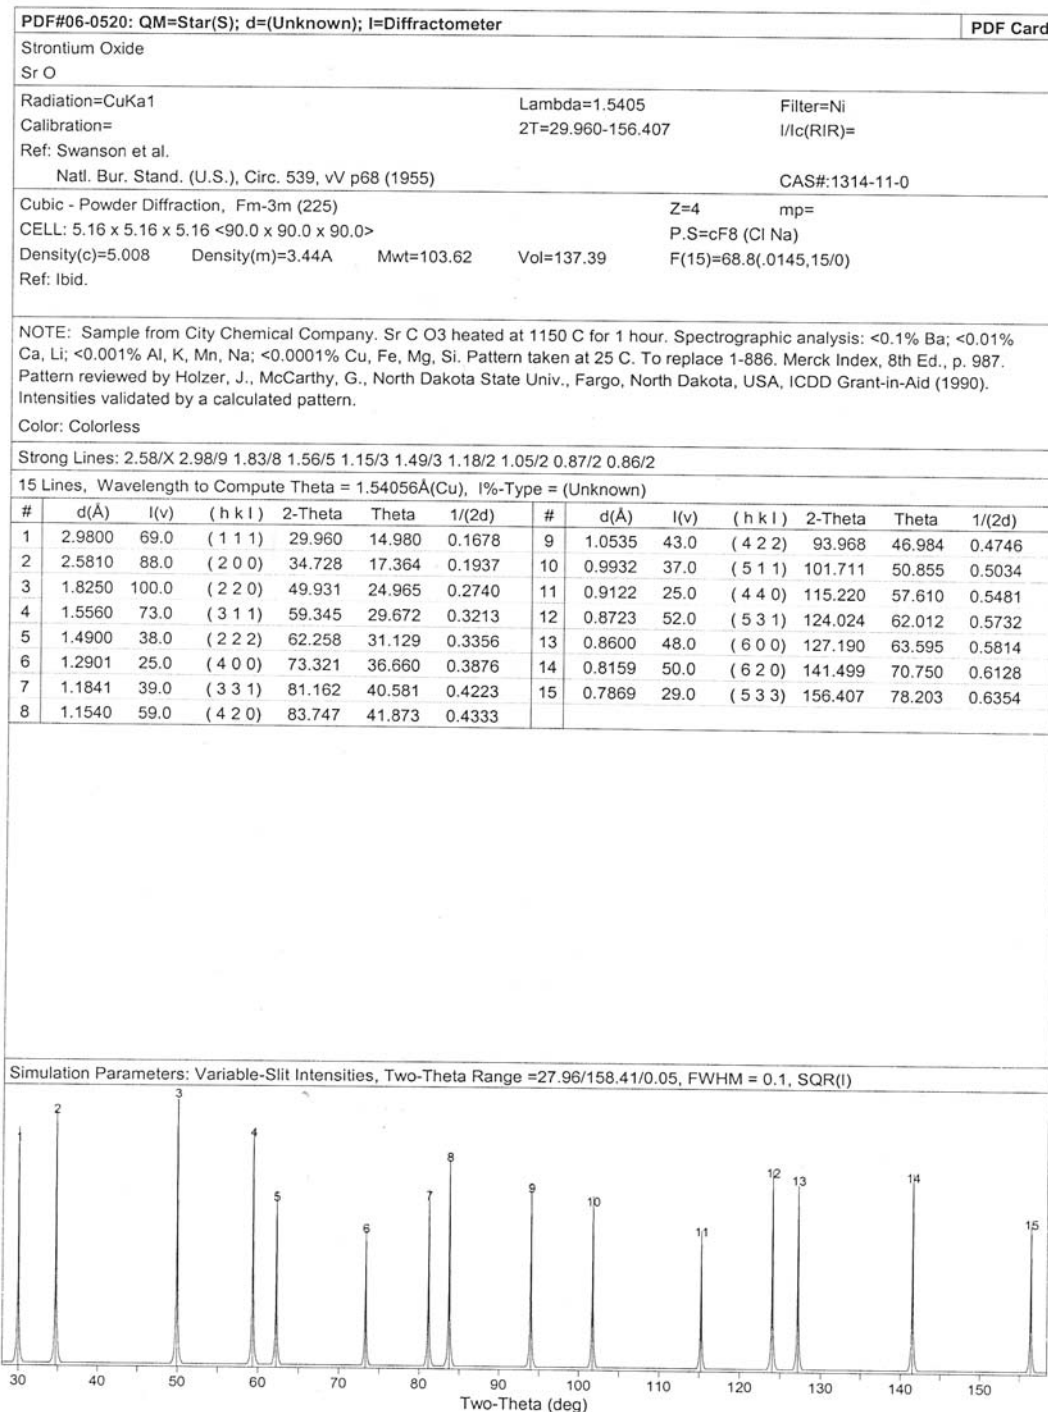 PDF#06-0520: QM=Star(S); d=(Unknown); I=Diffractometer PDF Card
Strontium Oxide
Sr O
Radiation=CuKa1 Lambda=1.5405 Filter=Ni
Calibration= 2T=29.960-156.407 I/Ic(RIR)=
Ref: Swanson et al.
Natl. Bur. Stand. (U.S.), Circ. 539, vV p68 (1955) CAS#:1314-11-0
Cubic - Powder Diffraction, Fm-3m (225) Z=4 mp=
CELL: 5.16 x 5.16 x 5.16 <90.0 x 90.0 x 90.0> P.S=cF8 (Cl Na)
Density(c)=5.008 Density(m)=3.44A Mwt=103.62 Vol=137.39 F(15)=68.8(.0145,15/0)
Ref: Ibid.
NOTE: Sample from City Chemical Company. Sr C O3 heated at 1150 C for 1 hour. Spectrographic analysis: <0.1% Ba; <0.01%
Ca, Li; <0.001% Al, K, Mn, Na; <0.0001% Cu, Fe, Mg, Si. Pattern taken at 25 C. To replace 1-886. Merck Index, 8th Ed., p. 987.
Pattern reviewed by Holzer, J., McCarthy, G., North Dakota State Univ., Fargo, North Dakota, USA, ICDD Grant-in-Aid (1990).
Intensities validated by a calculated pattern.
Color: Colorless
Strong Lines: 2.58/X 2.98/9 1.83/8 1.56/5 1.15/3 1.49/3 1.18/2 1.05/2 0.87/2 0.86/2
15 Lines, Wavelength to Compute Theta = 1.54056Å(Cu), I%-Type = (Unknown)
# d(Å) I(v) (h k l) 2-Theta Theta 1/(2d) # d(Å) I(v) (h k l) 2-Theta Theta 1/(2d)
1 2.9800 69.0 (1 1 1) 29.960 14.980 0.1678 9 1.0535 43.0 (4 2 2) 93.968 46.984 0.4746
2 2.5810 88.0 (2 0 0) 34.728 17.364 0.1937 10 0.9932 37.0 (5 1 1) 101.711 50.855 0.5034
3 1.8250 100.0 (2 2 0) 49.931 24.965 0.2740 11 0.9122 25.0 (4 4 0) 115.220 57.610 0.5481
4 1.5560 73.0 (3 1 1) 59.345 29.672 0.3213 12 0.8723 52.0 (5 3 1) 124.024 62.012 0.5732
5 1.4900 38.0 (2 2 2) 62.258 31.129 0.3356 13 0.8600 48.0 (6 0 0) 127.190 63.595 0.5814
6 1.2901 25.0 (4 0 0) 73.321 36.660 0.3876 14 0.8159 50.0 (6 2 0) 141.499 70.750 0.6128
7 1.1841 39.0 (3 3 1) 81.162 40.581 0.4223 15 0.7869 29.0 (5 3 3) 156.407 78.203 0.6354
8 1.1540 59.0 (4 2 0) 83.747 41.873 0.4333
Simulation Parameters: Variable-Slit Intensities, Two-Theta Range =27.96/158.41/0.05, FWHM = 0.1, SQR(I)
1 2 3 4 5 6 7 8 9 10 11 12 13 14 15
30 40 50 60 70 80 90 100 110 120 130 140 150
Two-Theta (deg)